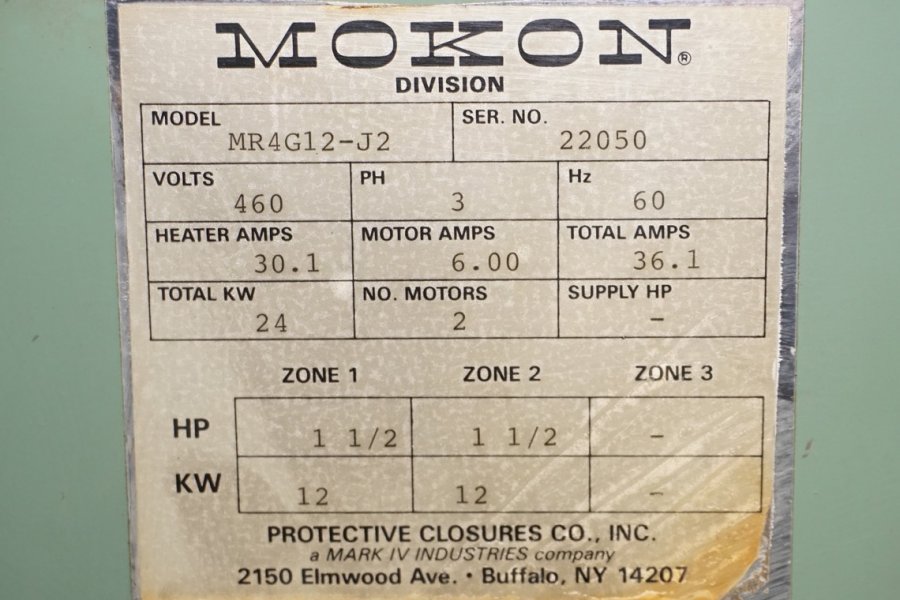 MOKON®
DIVISION
MODEL SER. NO.
MR4G12-J2 22050
VOLTS PH Hz
460 3 60
HEATER AMPS MOTOR AMPS TOTAL AMPS
30.1 6.00 36.1
TOTAL KW NO. MOTORS SUPPLY HP
24 2 -
ZONE 1 ZONE 2 ZONE 3
HP 1 1/2 1 1/2 -
KW 12 12 -
PROTECTIVE CLOSURES CO., INC.
a MARK IV INDUSTRIES company
2150 Elmwood Ave. • Buffalo, NY 14207